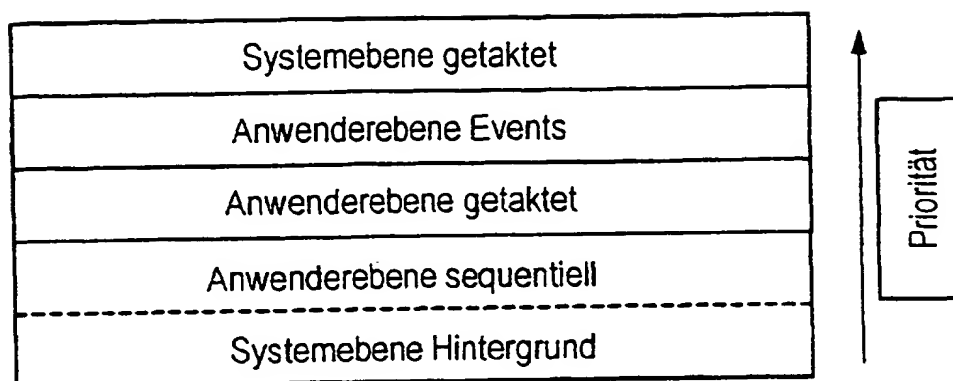 Systemebene getaktet
Anwenderebene Events
Anwenderebene getaktet
Anwenderebene sequentiell
Systemebene Hintergrund
Priorität